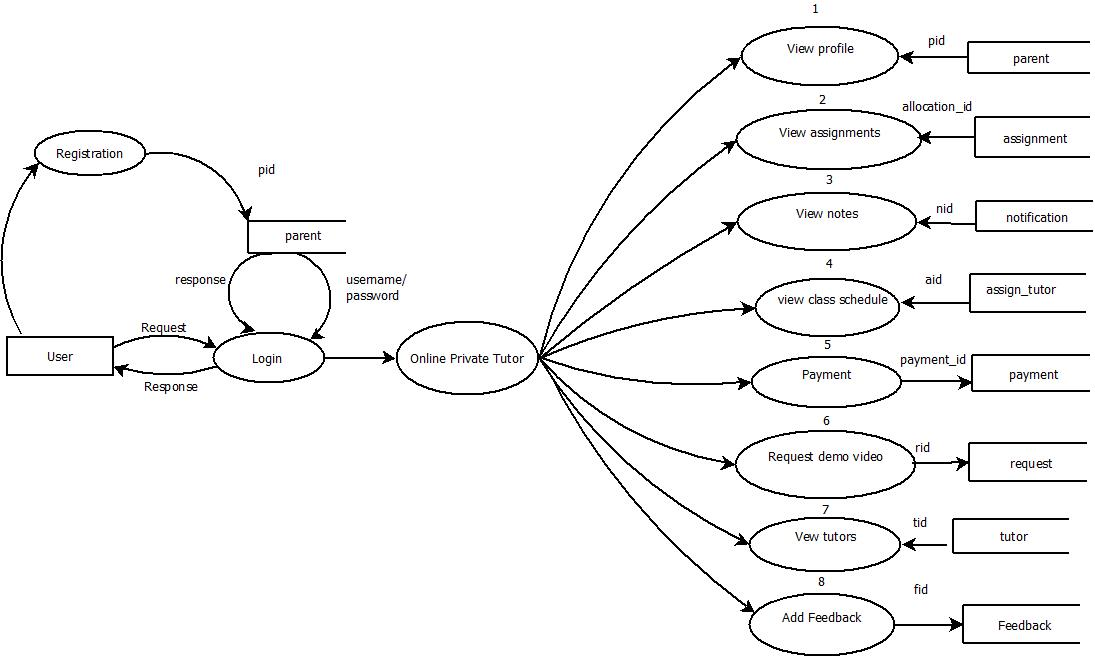 1
View profile
pid
parent
2
View assignments
allocation_id
assignment
Registration
pid
parent
response
username/
password
3
View notes
nid
notification
4
view class schedule
aid
assign_tutor
User
Request
Response
Login
Online Private Tutor
5
Payment
payment_id
payment
6
Request demo video
rid
request
7
Vew tutors
tid
tutor
8
Add Feedback
fid
Feedback